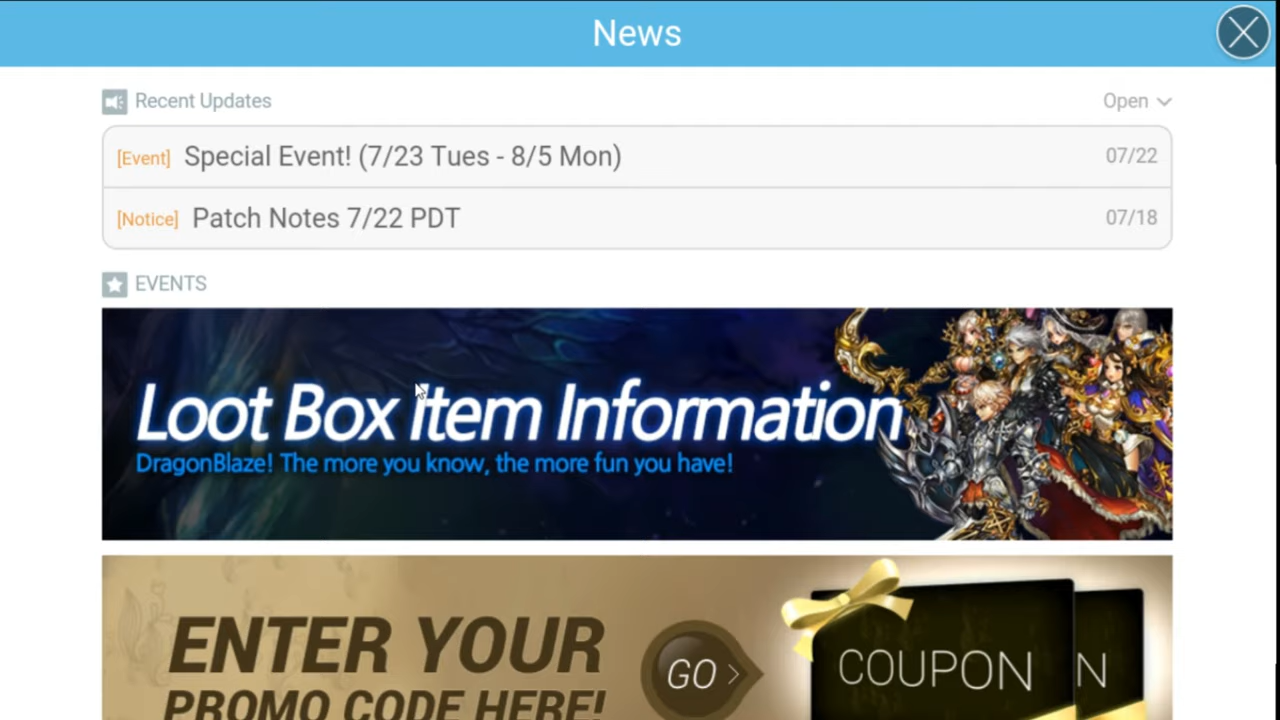 News
Recent Updates
Open
[Event] Special Event! (7/23 Tues - 8/5 Mon) 07/22
[Notice] Patch Notes 7/22 PDT 07/18
EVENTS
Loot Box Item Information
DragonBlaze! The more you know, the more fun you have!
ENTER YOUR
PROMO CODE HERE!
GO
COUPON
N